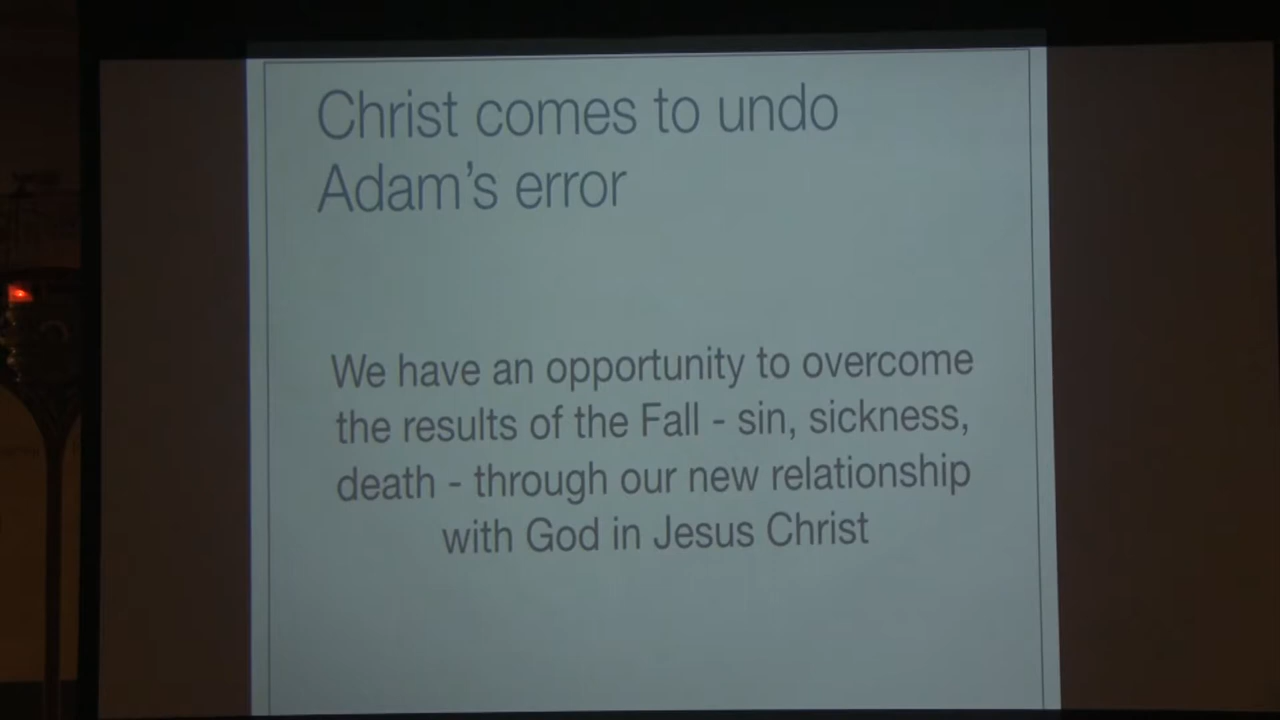 Christ comes to undo
Adam’s error
We have an opportunity to overcome
the results of the Fall - sin, sickness,
death - through our new relationship
with God in Jesus Christ